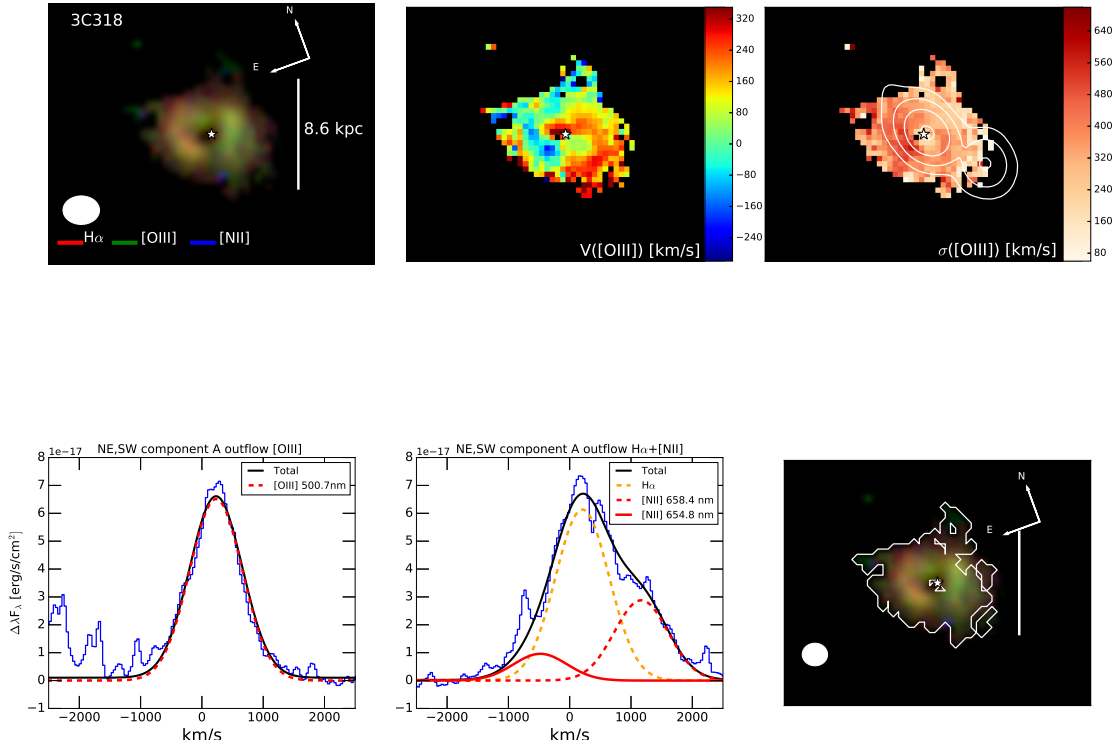 3C318
N
E
8.6 kpc
Hα [OIII] [NII]
320
240
160
80
0
−80
−160
−240
V([OIII]) [km/s]
640
560
480
400
320
240
160
80
σ([OIII]) [km/s]
NE,SW component A outflow [OIII]
1e−17
8
7
6
5
4
3
2
1
0
−1
ΔλFλ [erg/s/cm²]
Total
[OIII] 500.7nm
−2000 −1000 0 1000 2000
km/s
NE,SW component A outflow Hα+[NII]
1e−17
8
7
6
5
4
3
2
1
0
−1
Total
Hα
[NII] 658.4 nm
[NII] 654.8 nm
−2000 −1000 0 1000 2000
km/s
N
E